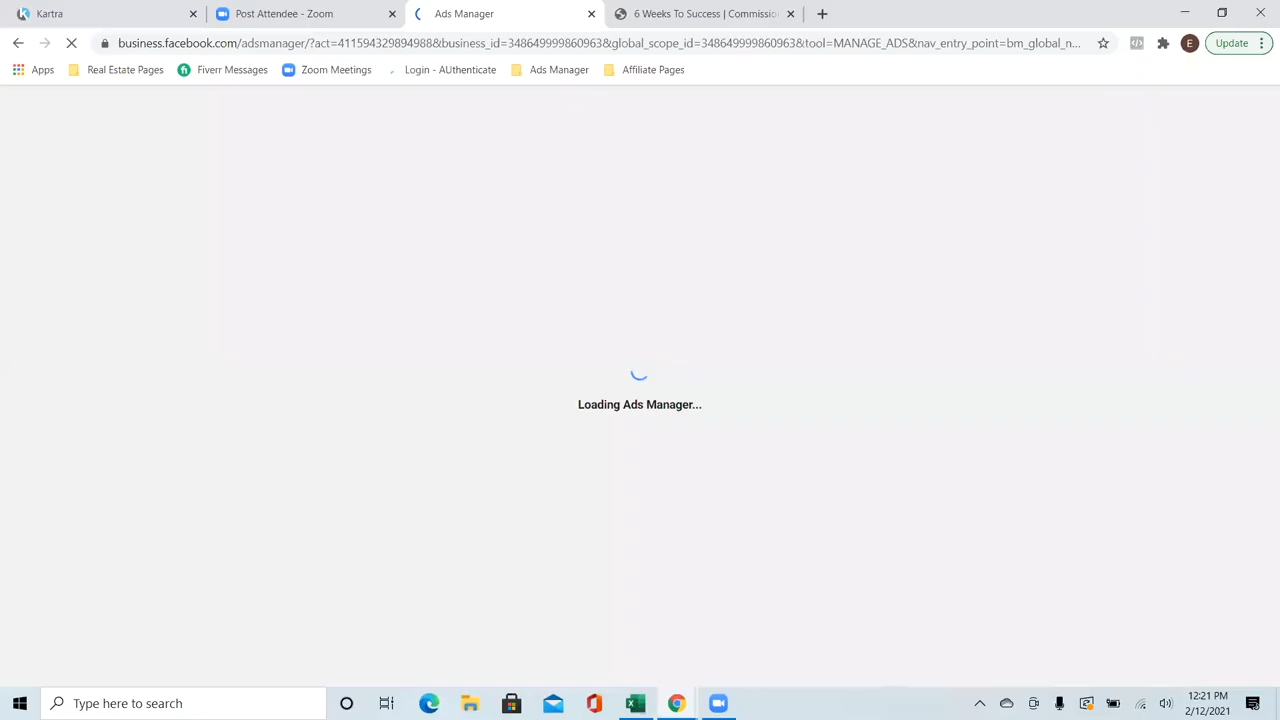 Kartra
Post Attendee - Zoom
Ads Manager
6 Weeks To Success | Commissio
business.facebook.com/adsmanager/?act=411594329894988&business_id=348649999860963&global_scope_id=348649999860963&tool=MANAGE_ADS&nav_entry_point=bm_global_n...
E
Update
Apps
Real Estate Pages
Fiverr Messages
Zoom Meetings
Login - AUthenticate
Ads Manager
Affiliate Pages
Loading Ads Manager...
Type here to search
12:21 PM
2/12/2021